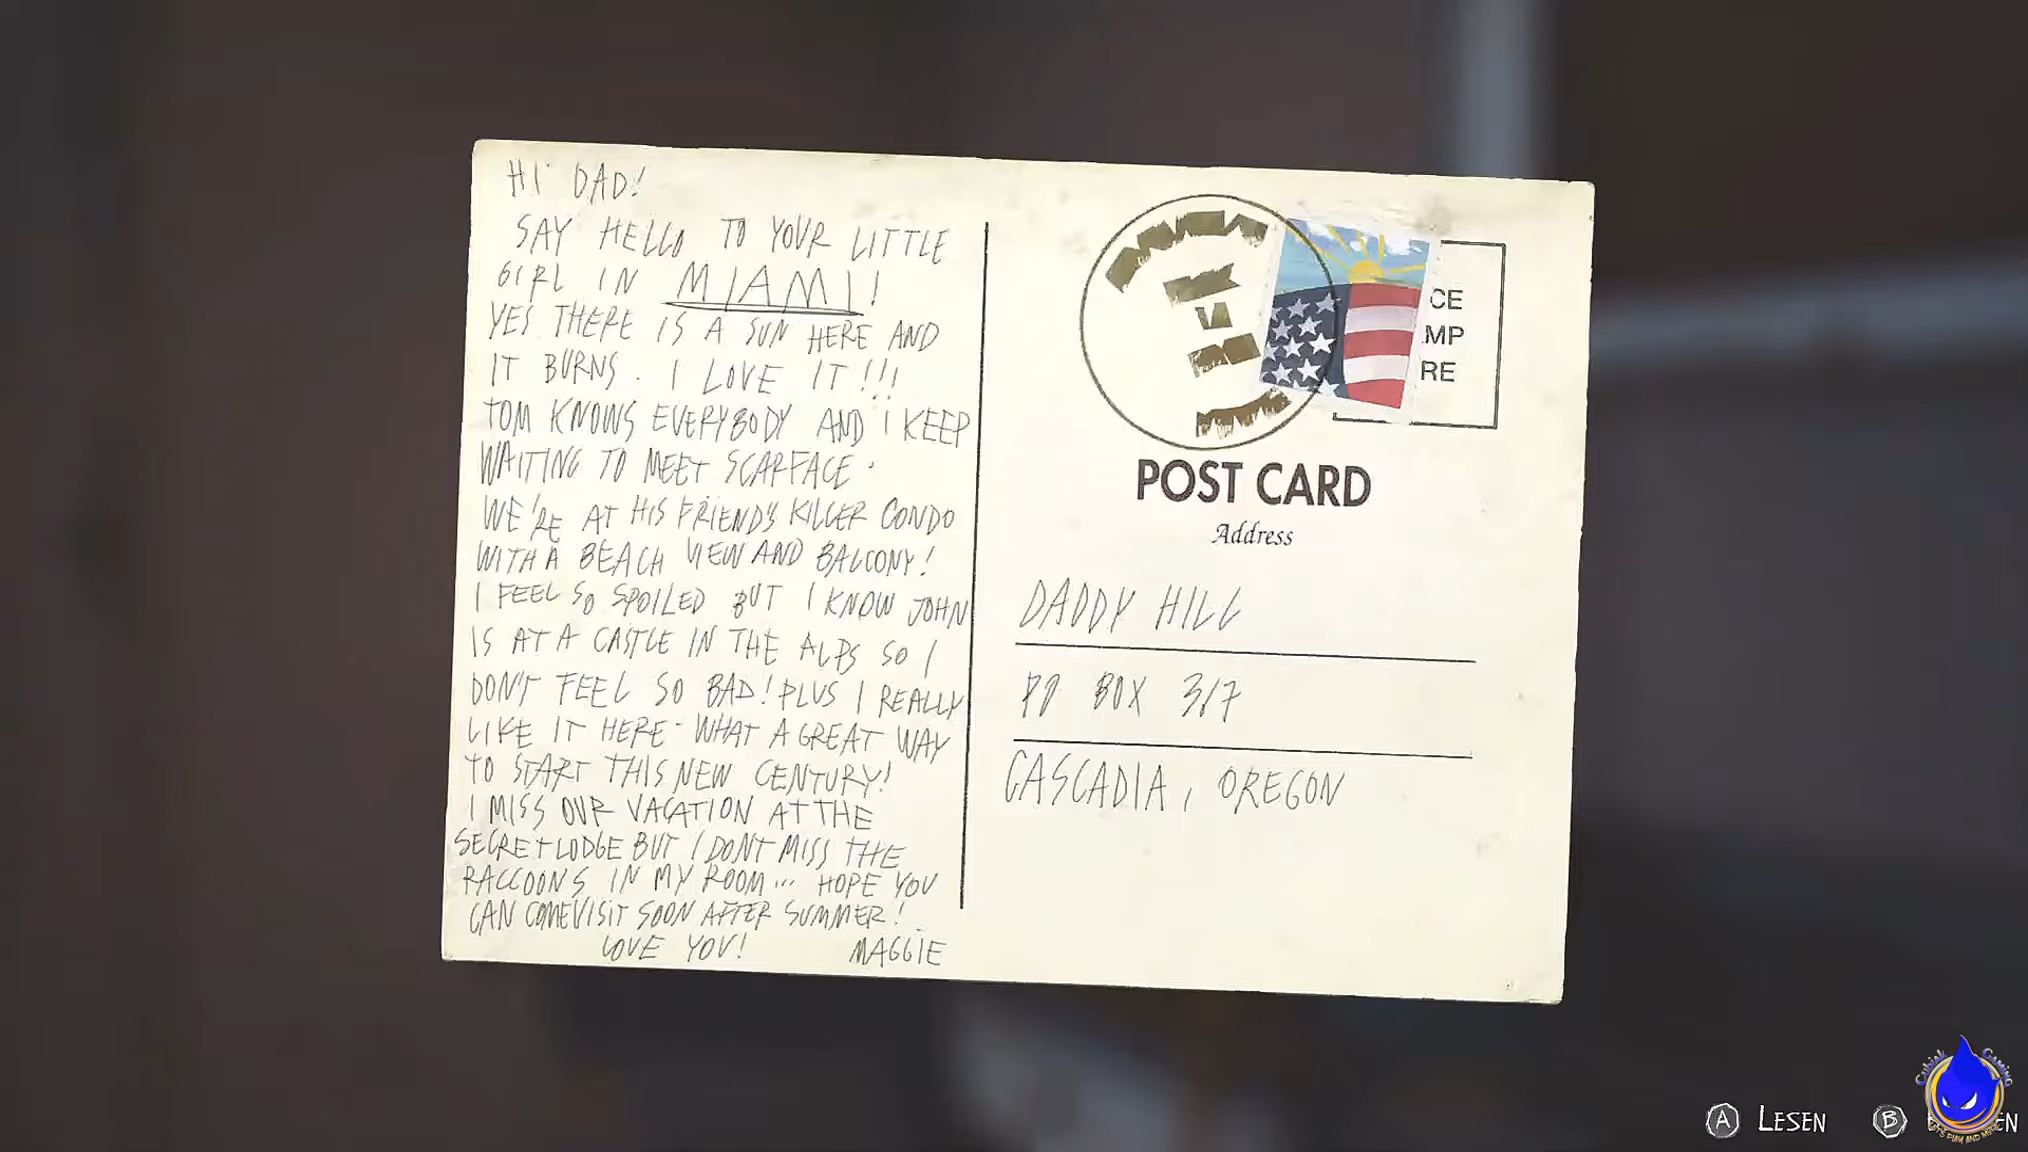 HI DAD!
SAY HELLO TO YOUR LITTLE
GIRL IN MIAMI!
YES THERE IS A SUN HERE AND
IT BURNS. I LOVE IT!!!
TOM KNOWS EVERYBODY AND I KEEP
WAITING TO MEET SCARFACE.
WE'RE AT HIS FRIEND'S KILLER CONDO
WITH A BEACH VIEW AND BALCONY!
I FEEL SO SPOILED BUT I KNOW JOHN
IS AT A CASTLE IN THE ALPS SO I
DON'T FEEL SO BAD! PLUS I REALLY
LIKE IT HERE - WHAT A GREAT WAY
TO START THIS NEW CENTURY!
I MISS OUR VACATION AT THE
SECRET LODGE BUT I DONT MISS THE
RACCOONS IN MY ROOM... HOPE YOU
CAN COME VISIT SOON AFTER SUMMER!
LOVE YOU! MAGGIE
CE
MP
RE
POST CARD
Address
DADDY HILL
PO BOX 317
CASCADIA, OREGON
A LESEN B